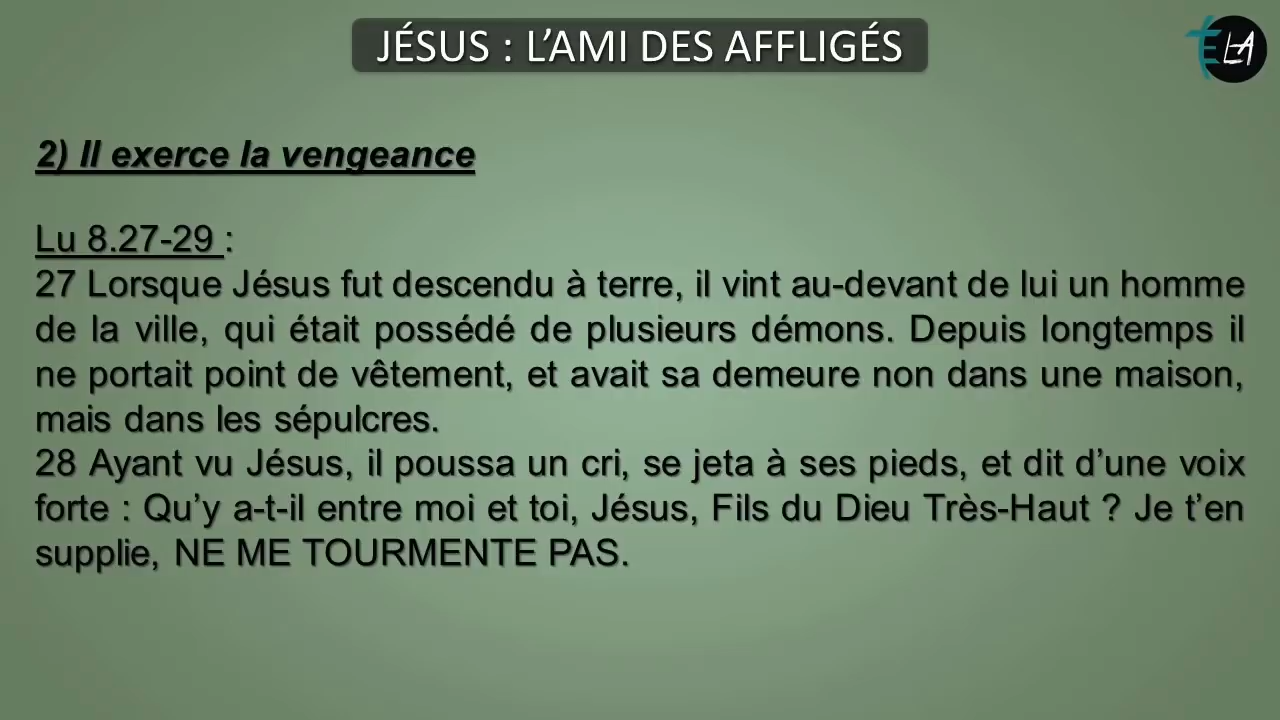 JÉSUS : L’AMI DES AFFLIGÉS
ELA
2) Il exerce la vengeance
Lu 8.27-29 :
27 Lorsque Jésus fut descendu à terre, il vint au-devant de lui un homme
de la ville, qui était possédé de plusieurs démons. Depuis longtemps il
ne portait point de vêtement, et avait sa demeure non dans une maison,
mais dans les sépulcres.
28 Ayant vu Jésus, il poussa un cri, se jeta à ses pieds, et dit d’une voix
forte : Qu’y a-t-il entre moi et toi, Jésus, Fils du Dieu Très-Haut ? Je t’en
supplie, NE ME TOURMENTE PAS.